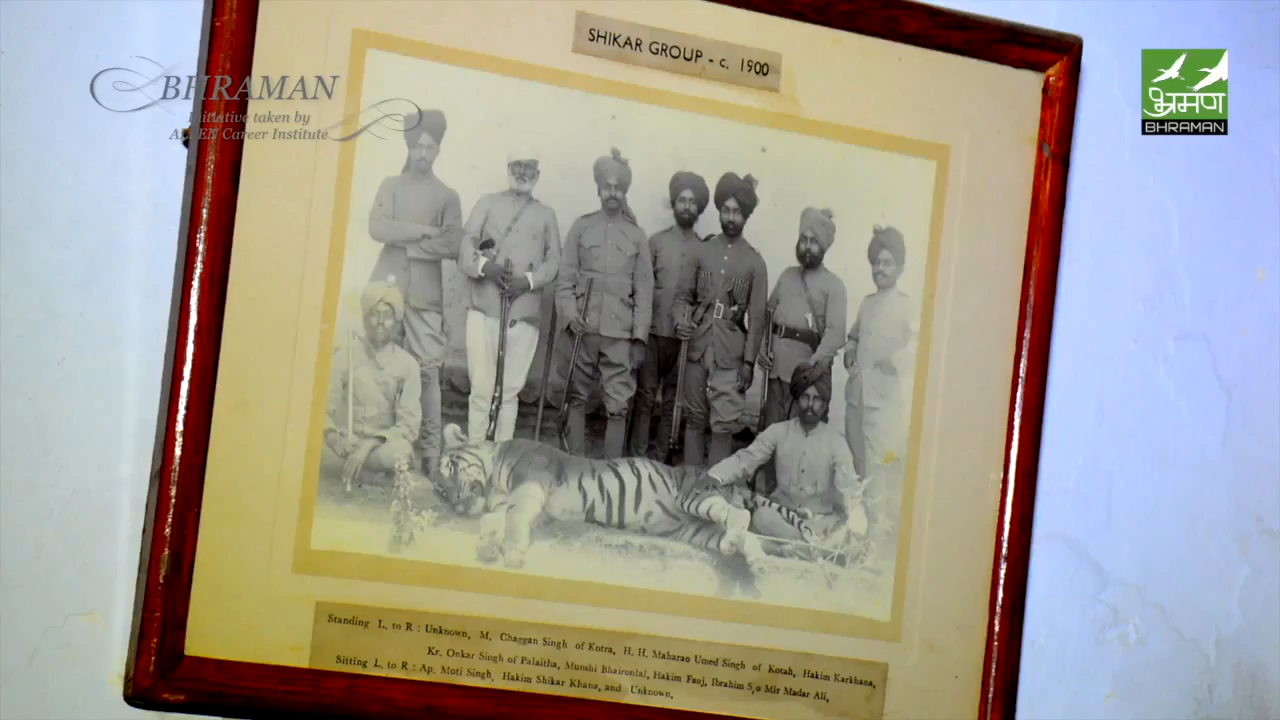 SHIKAR GROUP - c. 1900
BHRAMAN
Initiative taken by
ALLEN Career Institute
भ्रमण
BHRAMAN
Standing L. to R : Unknown, M. Chaggan Singh of Kotra, H. H. Maharao Umed Singh of Kotah, Hakim Karkhana,
Kr. Onkar Singh of Palaitha, Munshi Bhaironlal, Hakim Fauj, Ibrahim S,o Mir Madar Ali,
Sitting L. to R : Ap. Moti Singh, Hakim Shikar Khana, and Unknown.